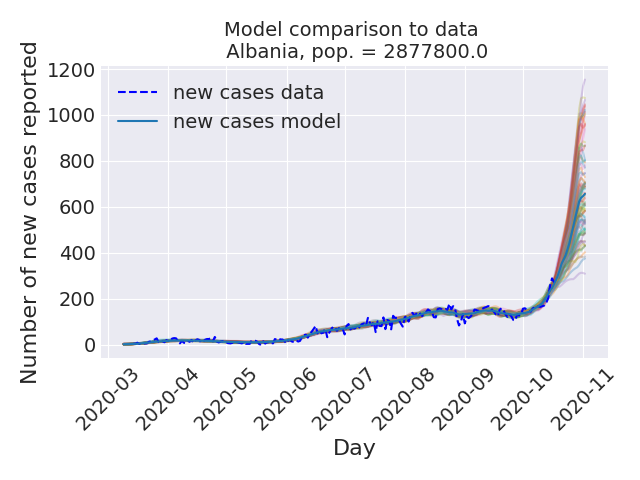 Model comparison to data
Albania, pop. = 2877800.0
Number of new cases reported
1200
1000
800
600
400
200
0
new cases data
new cases model
2020-03
2020-04
2020-05
2020-06
2020-07
2020-08
2020-09
2020-10
2020-11
Day